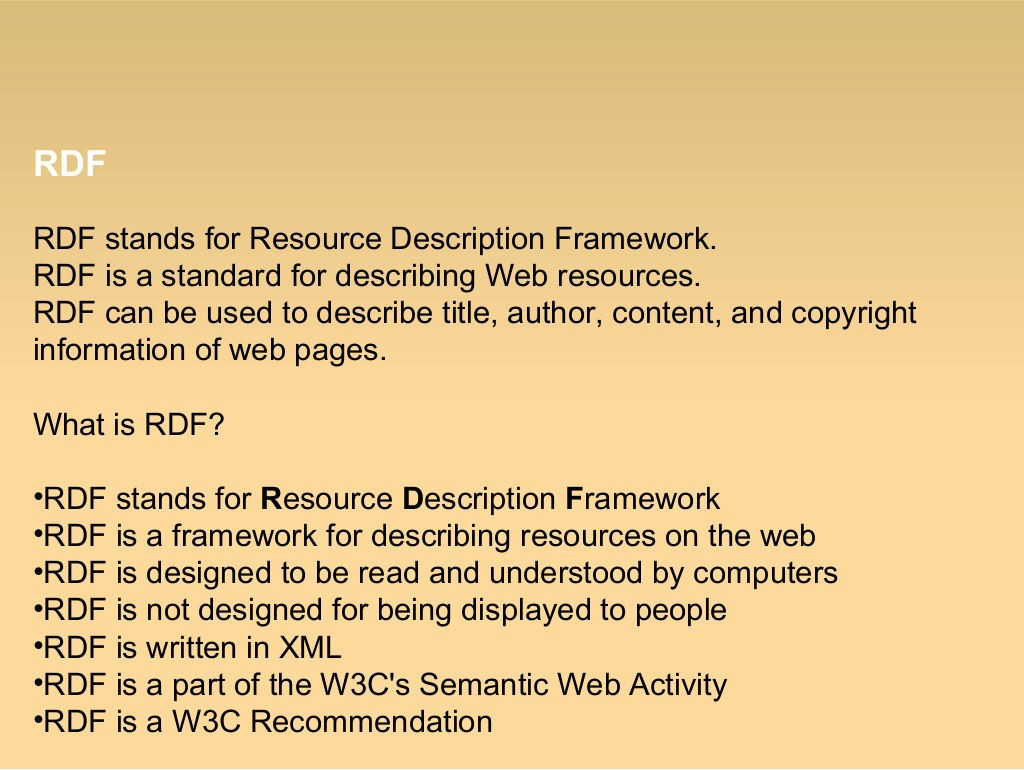 RDF
RDF stands for Resource Description Framework.
RDF is a standard for describing Web resources.
RDF can be used to describe title, author, content, and copyright
information of web pages.
What is RDF?
•RDF stands for Resource Description Framework
•RDF is a framework for describing resources on the web
•RDF is designed to be read and understood by computers
•RDF is not designed for being displayed to people
•RDF is written in XML
•RDF is a part of the W3C's Semantic Web Activity
•RDF is a W3C Recommendation